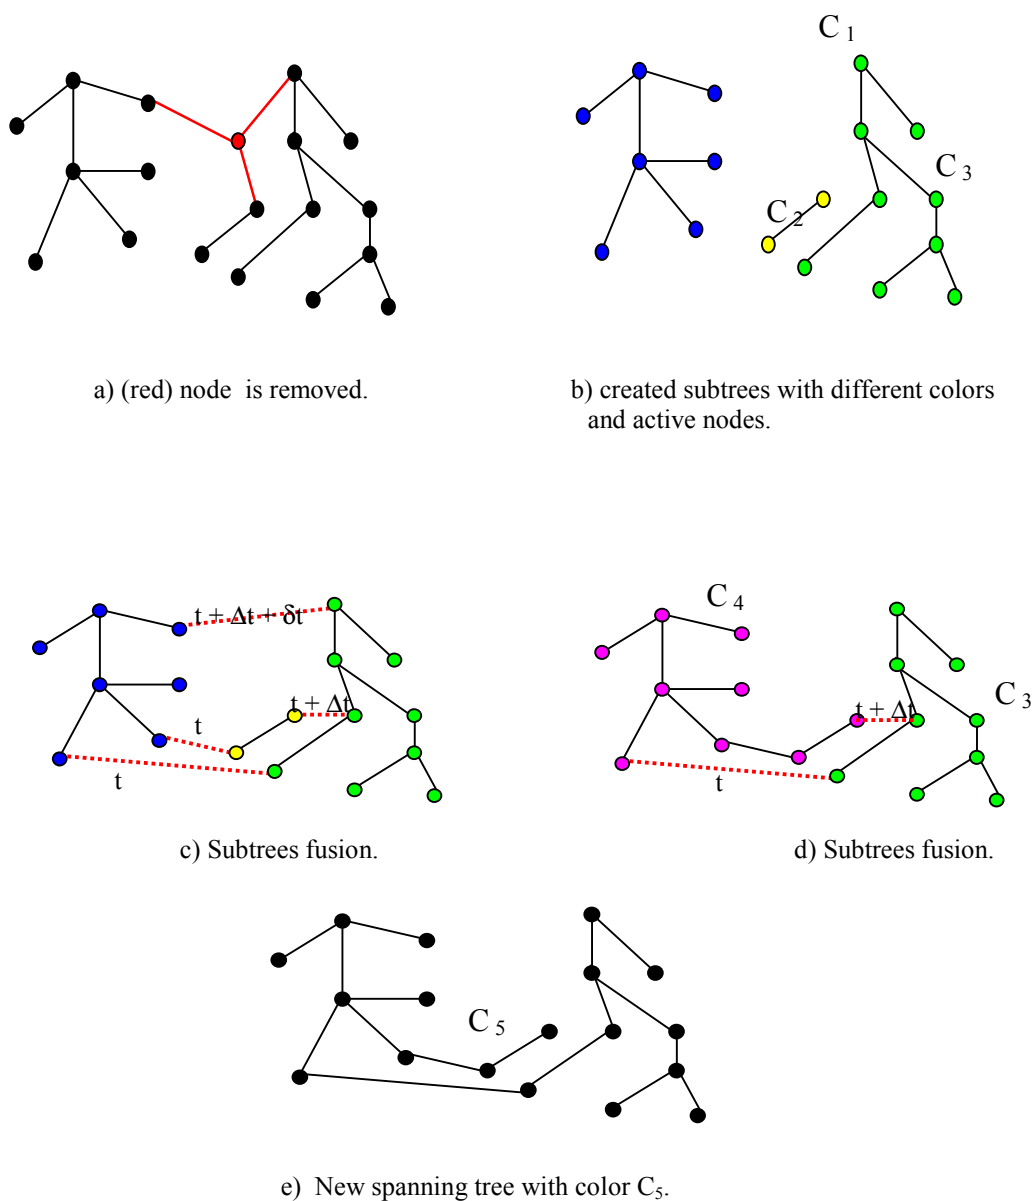 C 1
C 3
C 2
a) (red) node is removed.
b) created subtrees with different colors
and active nodes.
t + Δt + δt
t + Δt
t
t
C 4
C 3
t + Δt
t
c) Subtrees fusion.
d) Subtrees fusion.
C 5
e) New spanning tree with color C5.